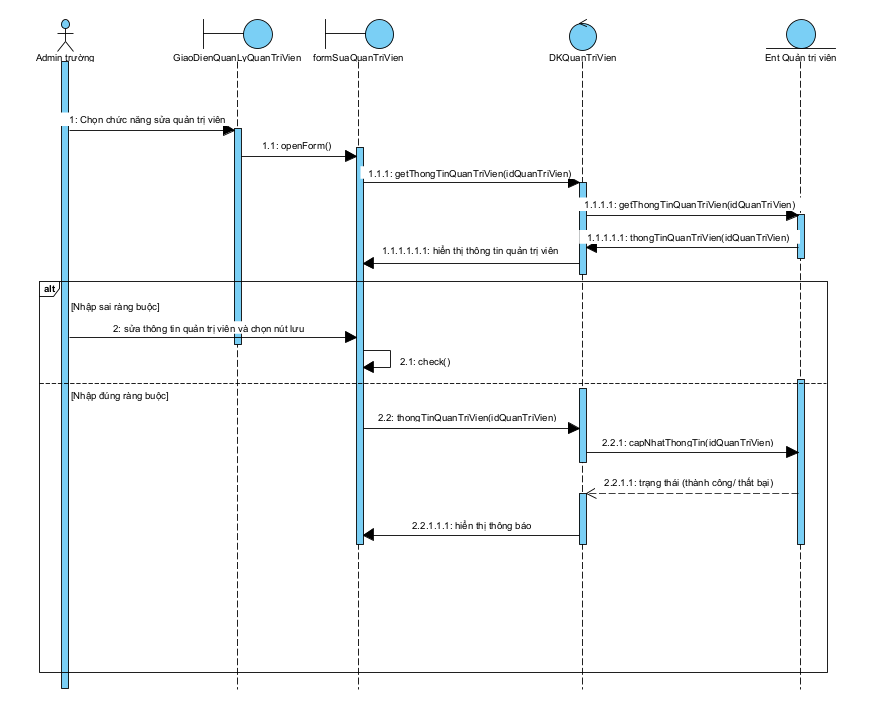 Admin trường
GiaoDienQuanLyQuanTriVien
formSuaQuanTriVien
DKQuanTriVien
Ent Quản trị viên
1: Chọn chức năng sửa quản trị viên
1.1: openForm()
1.1.1: getThongTinQuanTriVien(idQuanTriVien)
1.1.1.1: getThongTinQuanTriVien(idQuanTriVien)
1.1.1.1.1: thongTinQuanTriVien(idQuanTriVien)
1.1.1.1.1.1: hiển thị thông tin quản trị viên
alt
[Nhập sai ràng buộc]
2: sửa thông tin quản trị viên và chọn nút lưu
2.1: check()
[Nhập đúng ràng buộc]
2.2: thongTinQuanTriVien(idQuanTriVien)
2.2.1: capNhatThongTin(idQuanTriVien)
2.2.1.1: trạng thái (thành công/ thất bại)
2.2.1.1.1: hiển thị thông báo